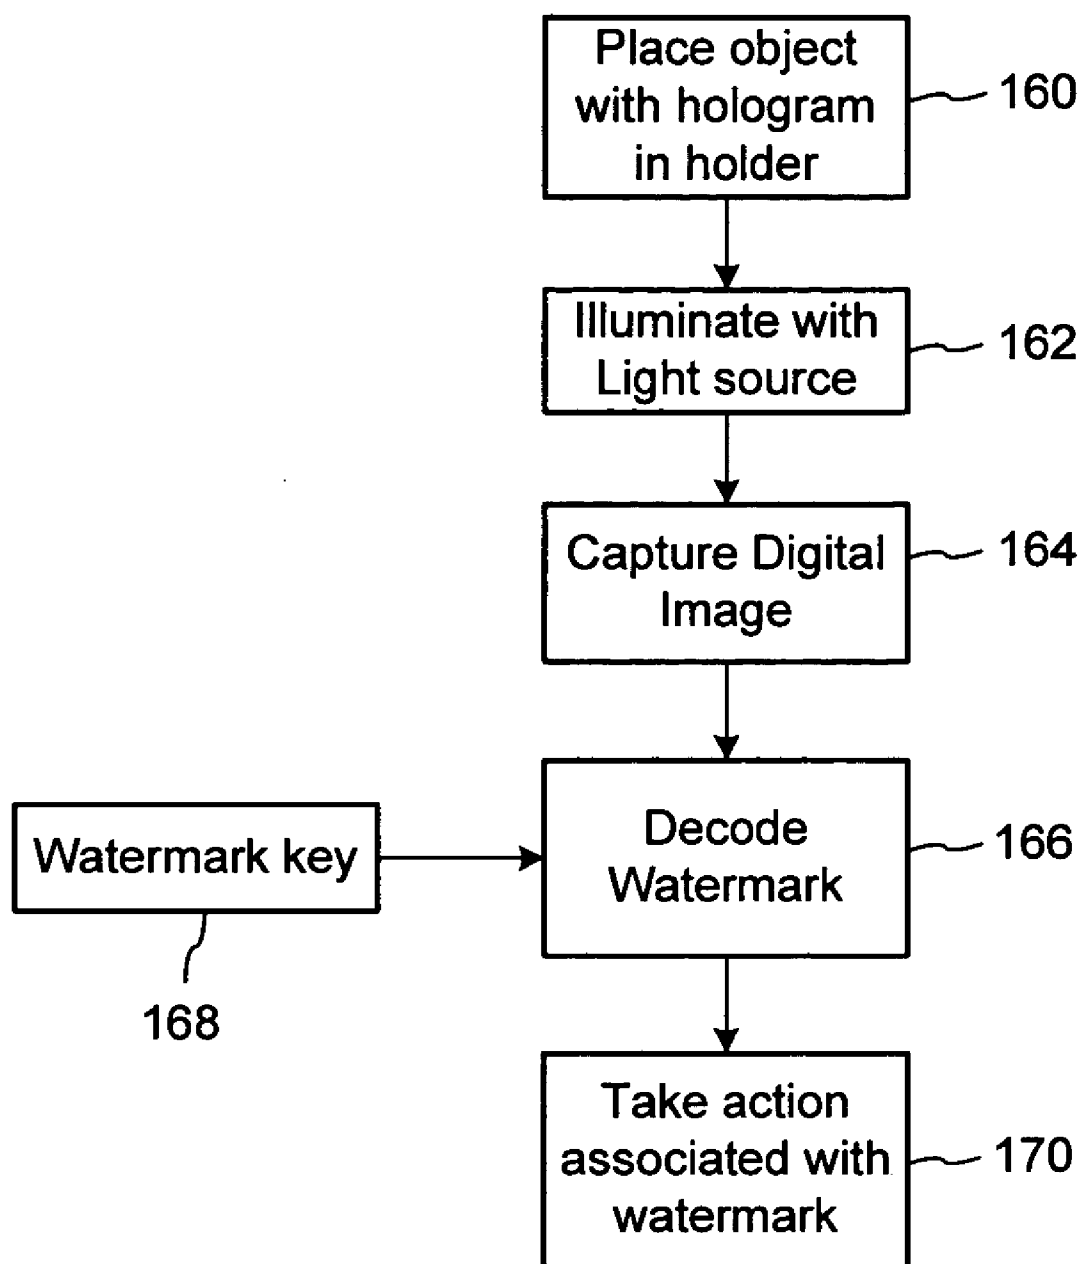 Place object
with hologram
in holder
160
Illuminate with
Light source
162
Capture Digital
Image
164
Decode
Watermark
166
Watermark key
168
Take action
associated with
watermark
170